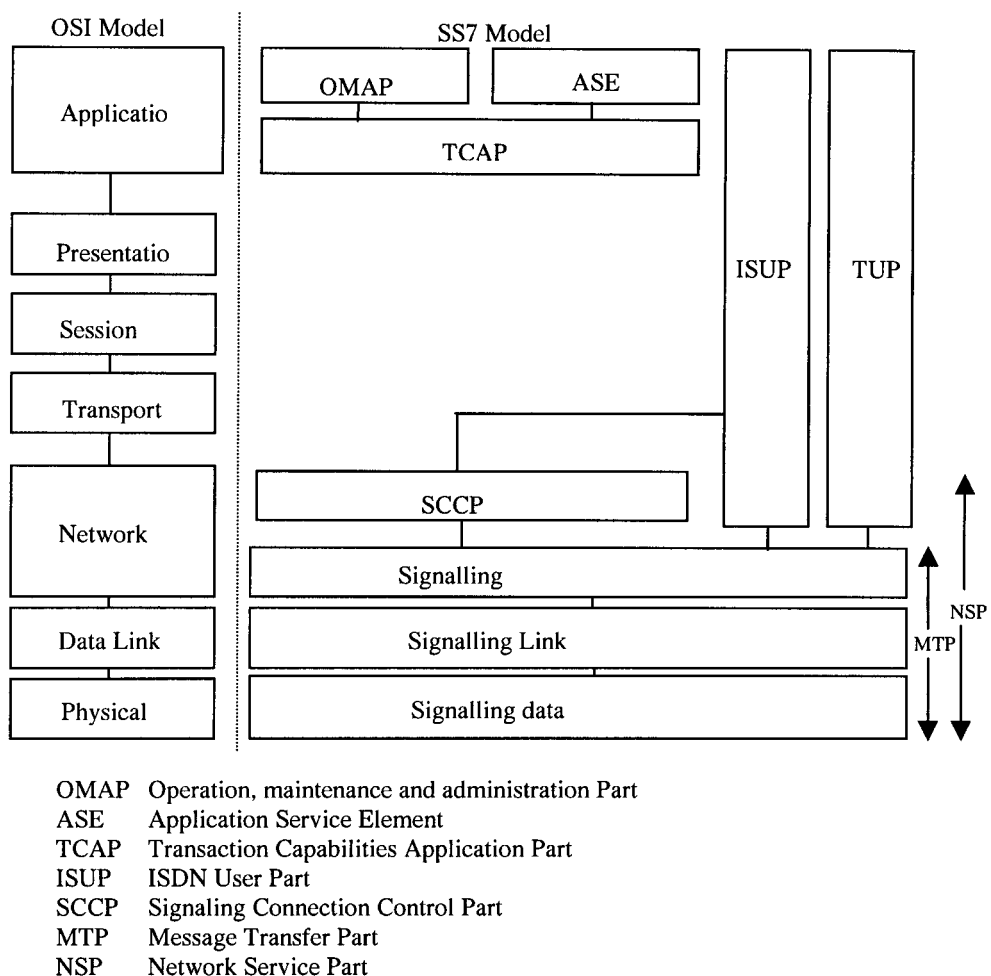 OSI Model
SS7 Model
Applicatio
Presentatio
Session
Transport
Network
Data Link
Physical
OMAP
ASE
TCAP
ISUP
TUP
SCCP
Signalling
Signalling Link
Signalling data
MTP
NSP
OMAP Operation, maintenance and administration Part
ASE Application Service Element
TCAP Transaction Capabilities Application Part
ISUP ISDN User Part
SCCP Signaling Connection Control Part
MTP Message Transfer Part
NSP Network Service Part